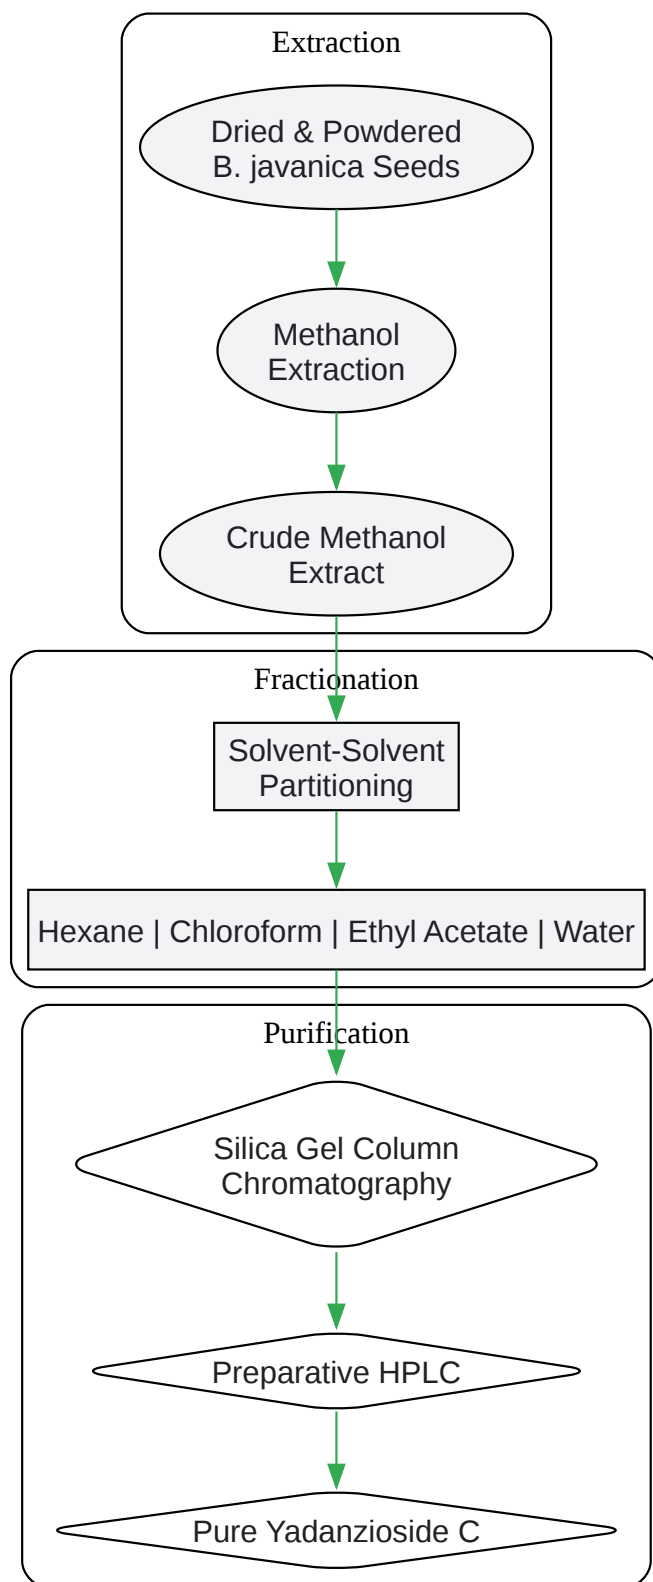 Extraction
Dried & Powdered
B. javanica Seeds
Methanol
Extraction
Crude Methanol
Extract
Fractionation
Solvent-Solvent
Partitioning
Hexane | Chloroform | Ethyl Acetate | Water
Purification
Silica Gel Column
Chromatography
Preparative HPLC
Pure Yadanzioside C